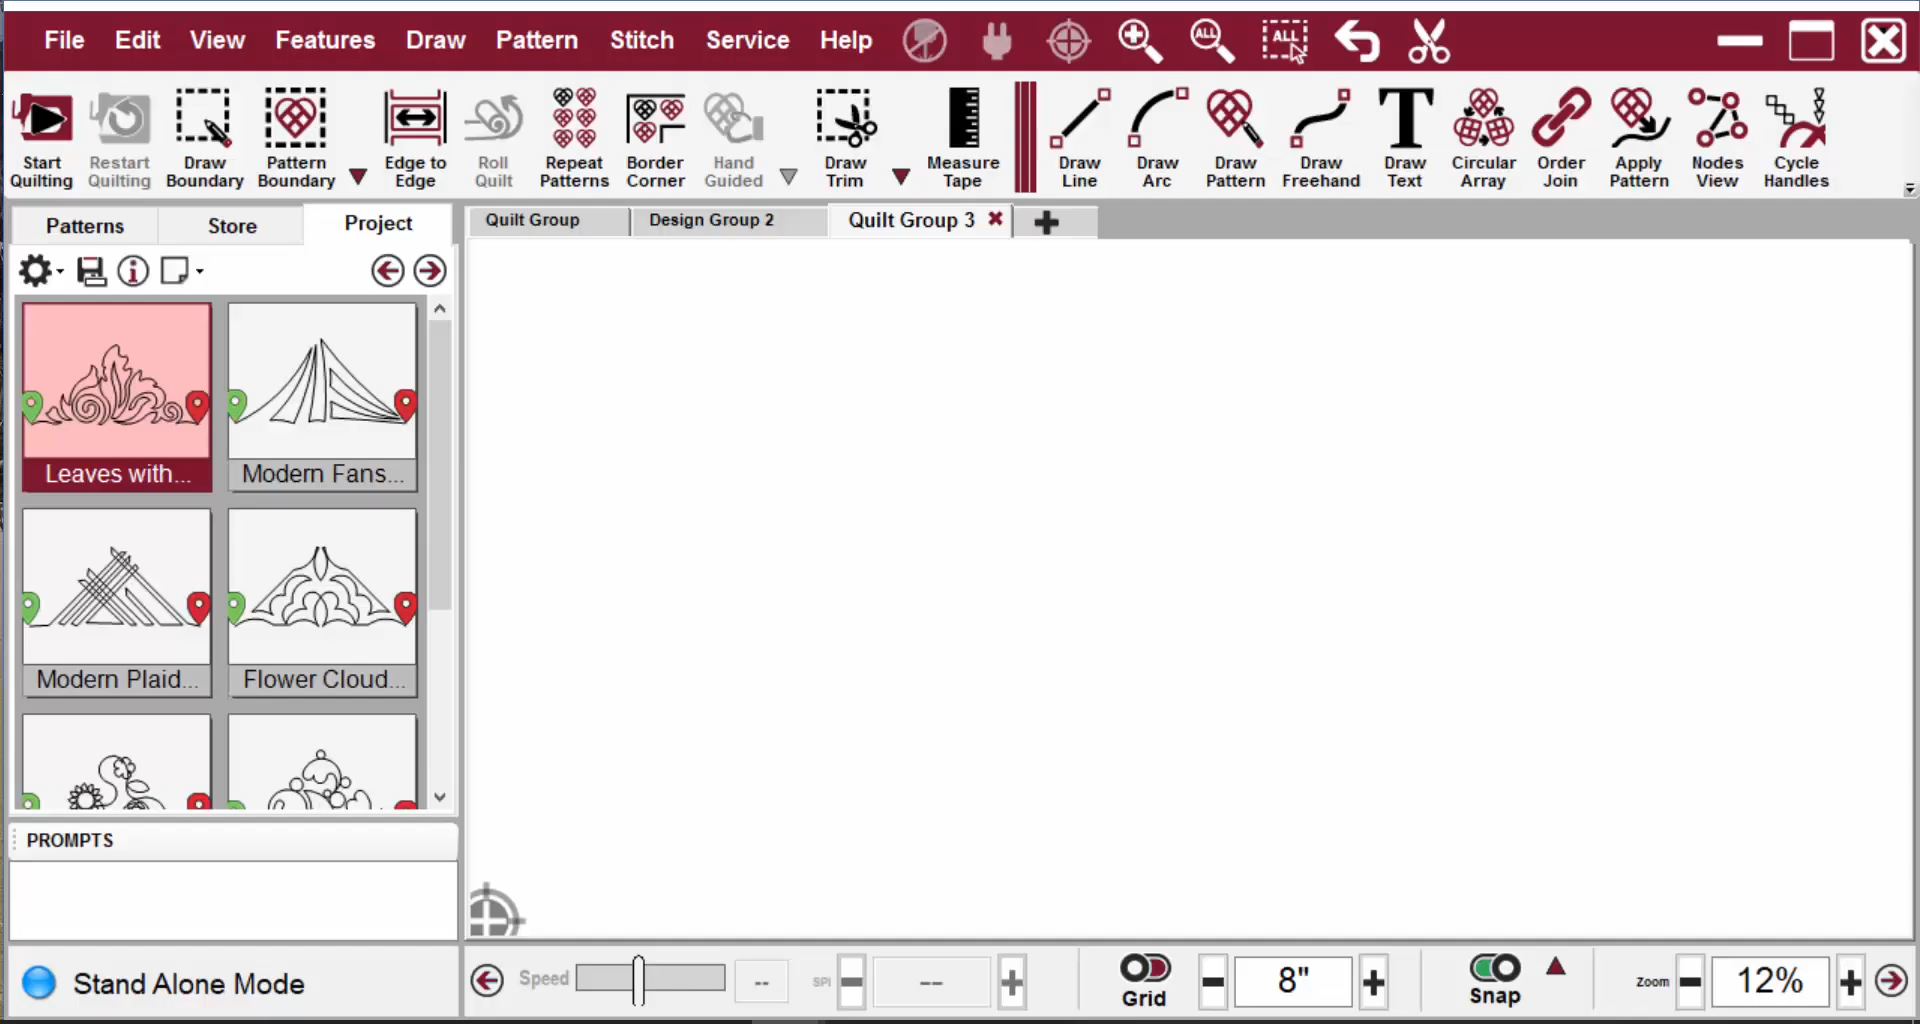 File Edit View Features Draw Pattern Stitch Service Help ALL ALL
Start Quilting Restart Quilting Draw Boundary Pattern Boundary Edge to Edge Roll Quilt Repeat Patterns Border Corner Hand Guided Draw Trim Measure Tape Draw Line Draw Arc Draw Pattern Draw Freehand Draw Text Circular Array Order Join Apply Pattern Nodes View Cycle Handles
Patterns Store Project
Quilt Group Design Group 2 Quilt Group 3
Leaves with... Modern Fans...
Modern Plaid... Flower Cloud...
PROMPTS
Stand Alone Mode
Speed -- SPI -- Grid 8" Snap Zoom 12%